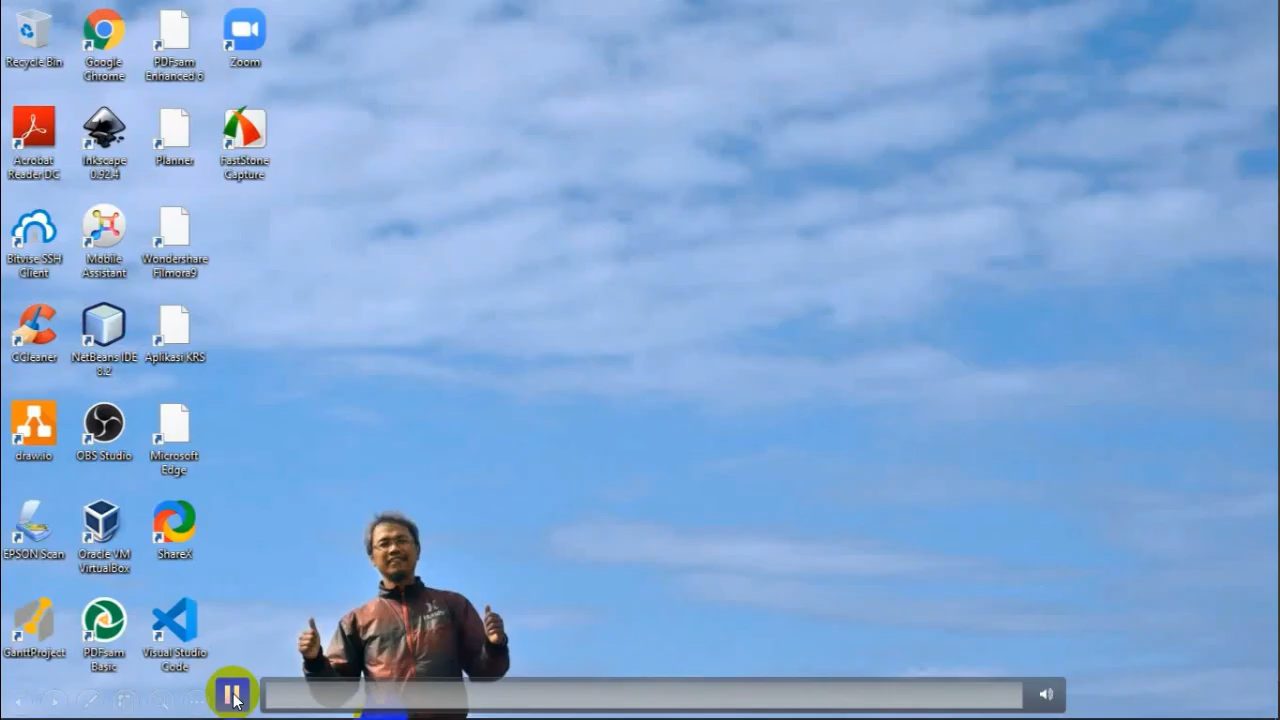 Recycle Bin
Google
Chrome
PDFsam
Enhanced 6
Zoom
Acrobat
Reader DC
Inkscape
0.92.4
Planner
FastStone
Capture
Bitvise SSH
Client
Mobile
Assistant
Wondershare
Filmora9
CCleaner
NetBeans IDE
8.2
Aplikasi KRS
draw.io
OBS Studio
Microsoft
Edge
EPSON Scan
Oracle VM
VirtualBox
ShareX
GanttProject
PDFsam
Basic
Visual Studio
Code